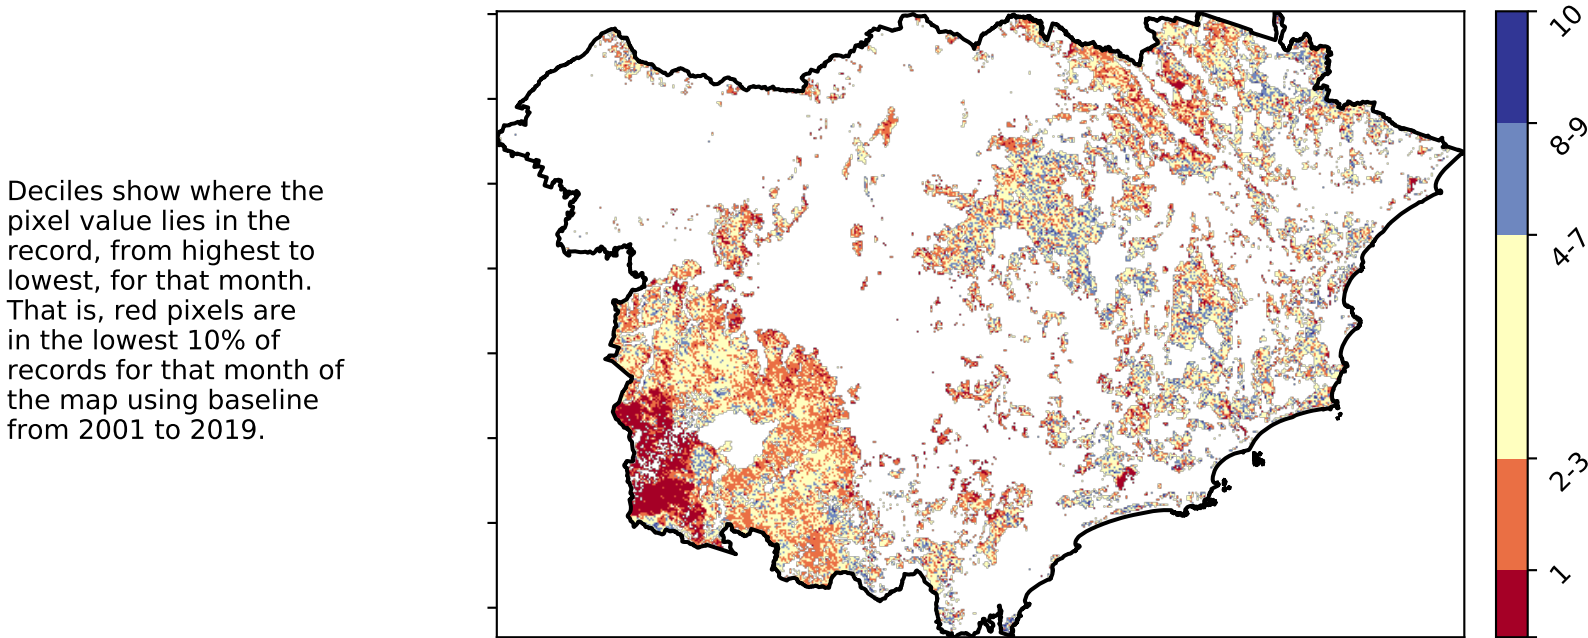 Deciles show where the
pixel value lies in the
record, from highest to
lowest, for that month.
That is, red pixels are
in the lowest 10% of
records for that month of
the map using baseline
from 2001 to 2019.
10
8-9
4-7
2-3
1